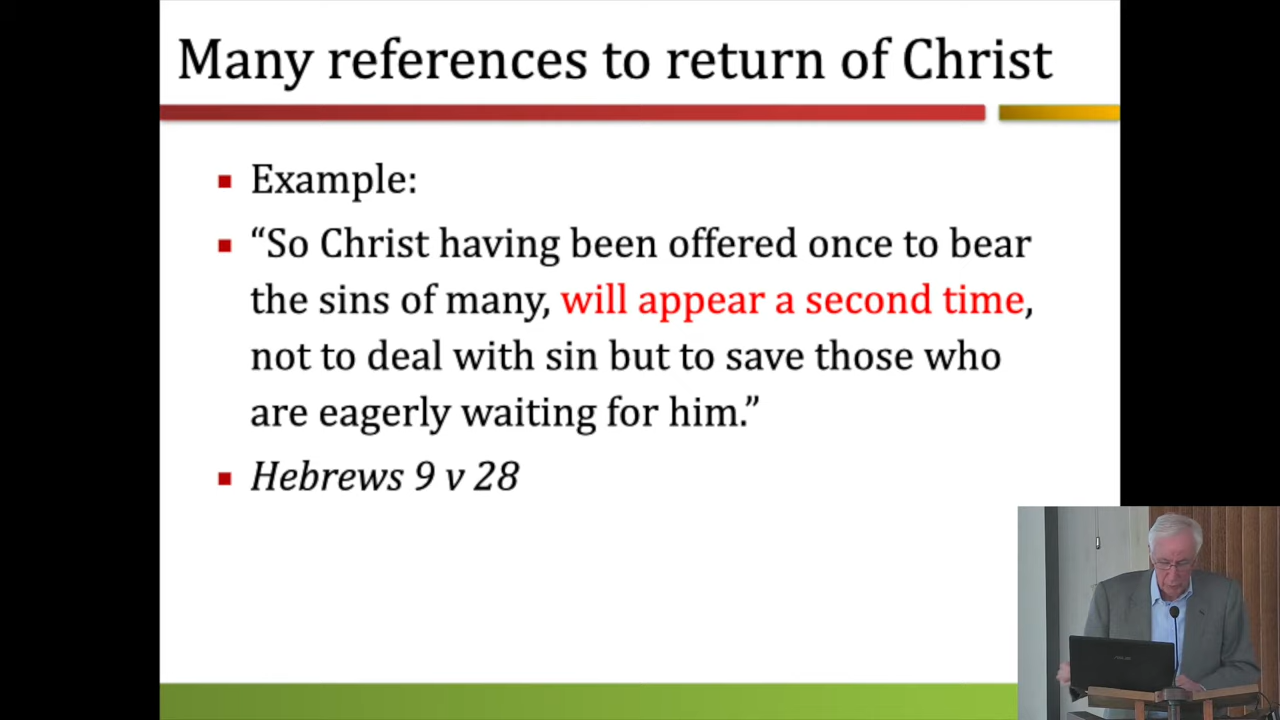 Many references to return of Christ
Example:
“So Christ having been offered once to bear
the sins of many, will appear a second time,
not to deal with sin but to save those who
are eagerly waiting for him.”
Hebrews 9 v 28